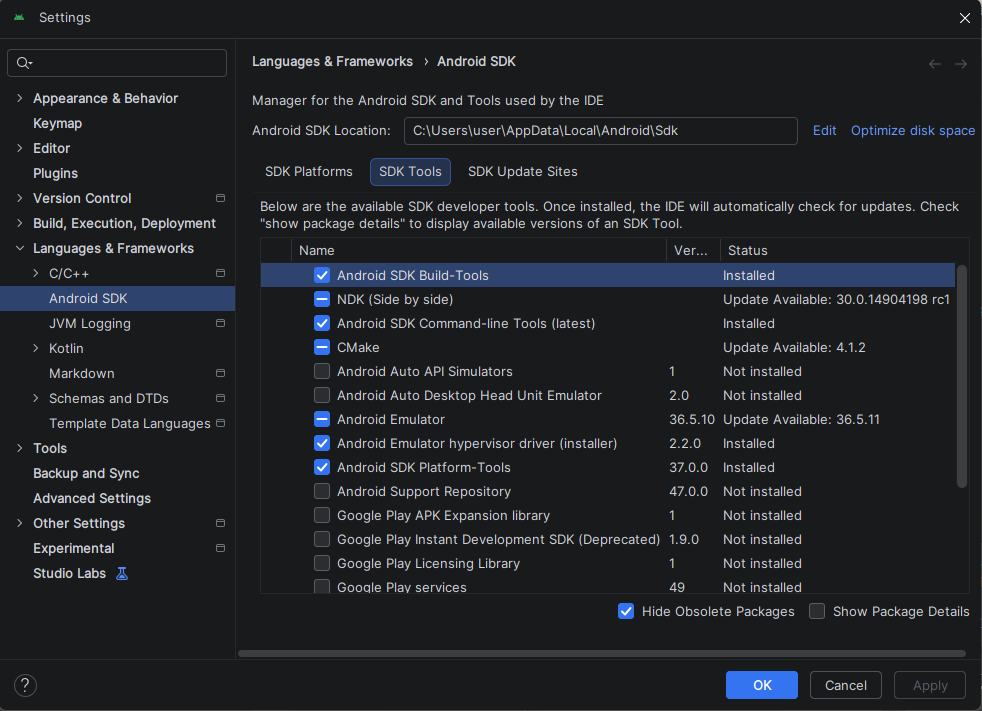 Settings
Languages & Frameworks › Android SDK
Appearance & Behavior
Keymap
Editor
Plugins
Version Control
Build, Execution, Deployment
Languages & Frameworks
C/C++
Android SDK
JVM Logging
Kotlin
Markdown
Schemas and DTDs
Template Data Languages
Tools
Backup and Sync
Advanced Settings
Other Settings
Experimental
Studio Labs
Manager for the Android SDK and Tools used by the IDE
Android SDK Location: C:\Users\user\AppData\Local\Android\Sdk Edit Optimize disk space
SDK Platforms SDK Tools SDK Update Sites
Below are the available SDK developer tools. Once installed, the IDE will automatically check for updates. Check
"show package details" to display available versions of an SDK Tool.
Name Ver... Status
Android SDK Build-Tools Installed
NDK (Side by side) Update Available: 30.0.14904198 rc1
Android SDK Command-line Tools (latest) Installed
CMake Update Available: 4.1.2
Android Auto API Simulators 1 Not installed
Android Auto Desktop Head Unit Emulator 2.0 Not installed
Android Emulator 36.5.10 Update Available: 36.5.11
Android Emulator hypervisor driver (installer) 2.2.0 Installed
Android SDK Platform-Tools 37.0.0 Installed
Android Support Repository 47.0.0 Not installed
Google Play APK Expansion library 1 Not installed
Google Play Instant Development SDK (Deprecated) 1.9.0 Not installed
Google Play Licensing Library 1 Not installed
Google Play services 49 Not installed
Hide Obsolete Packages Show Package Details
? OK Cancel Apply